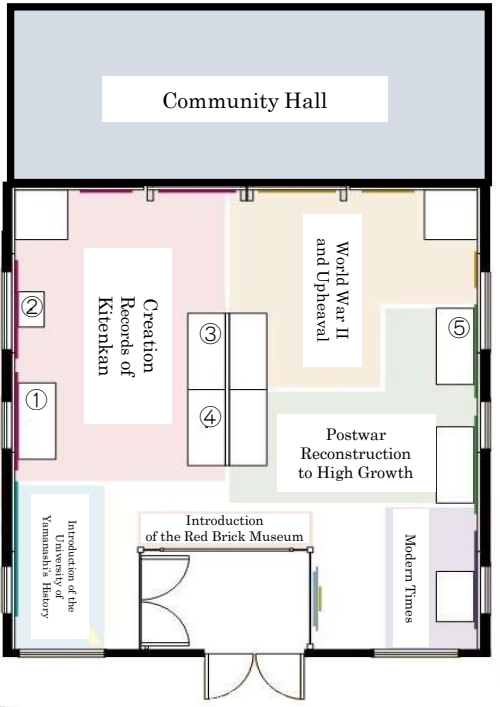 Community Hall
World War II
and Upheaval
Creation
Records of
Kitenkan
②
③
⑤
①
④
Postwar
Reconstruction
to High Growth
Introduction
of the Red Brick Museum
Introduction of the
University of
Yamanashi's History
Modern Times